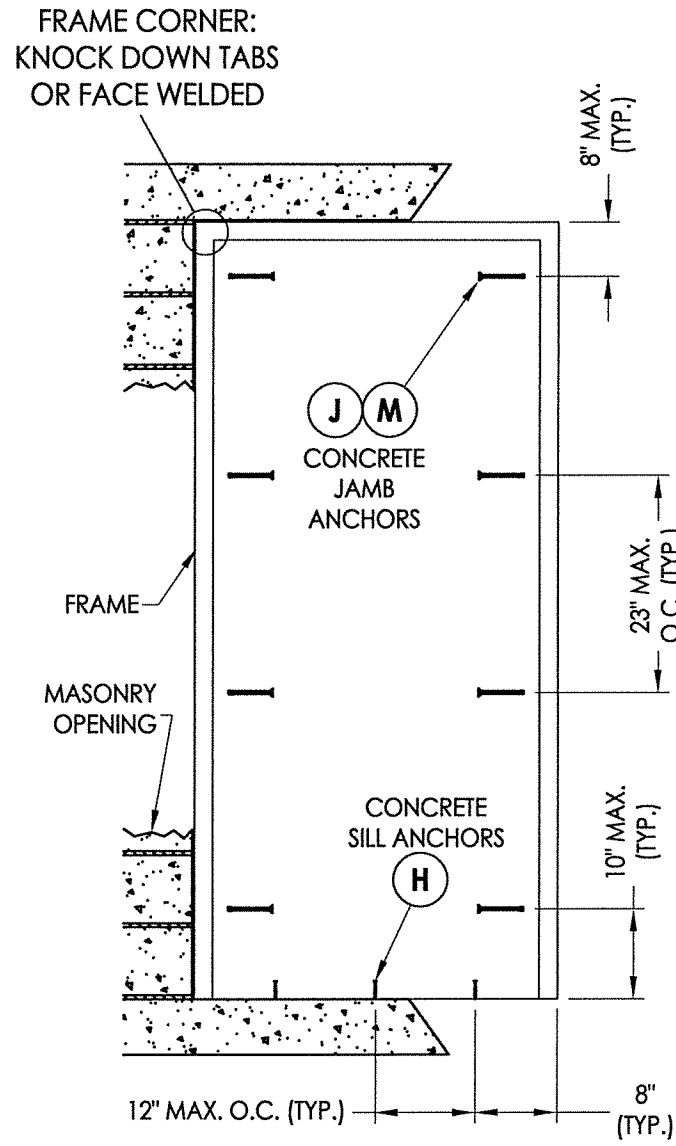 FRAME CORNER:
KNOCK DOWN TABS
OR FACE WELDED
8" MAX.
(TYP.)
J M
CONCRETE
JAMB
ANCHORS
23" MAX.
O.C. (TYP.)
FRAME
MASONRY
OPENING
CONCRETE
SILL ANCHORS
H
10" MAX.
(TYP.)
12" MAX. O.C. (TYP.)
8"
(TYP.)